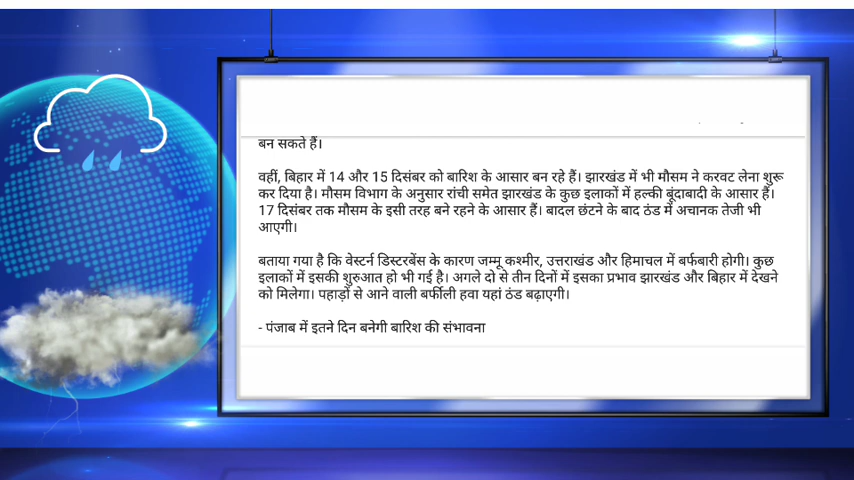 बन सकते हैं।
वहीं, बिहार में 14 और 15 दिसंबर को बारिश के आसार बन रहे हैं। झारखंड में भी मौसम ने करवट लेना शुरू
कर दिया है। मौसम विभाग के अनुसार रांची समेत झारखंड के कुछ इलाकों में हल्की बूंदाबादी के आसार हैं।
17 दिसंबर तक मौसम के इसी तरह बने रहने के आसार हैं। बादल छंटने के बाद ठंड में अचानक तेजी भी
आएगी।
बताया गया है कि वेस्टर्न डिस्टरबेंस के कारण जम्मू कश्मीर, उत्तराखंड और हिमाचल में बर्फबारी होगी। कुछ
इलाकों में इसकी शुरुआत हो भी गई है। अगले दो से तीन दिनों में इसका प्रभाव झारखंड और बिहार में देखने
को मिलेगा। पहाड़ों से आने वाली बर्फीली हवा यहां ठंड बढ़ाएगी।
- पंजाब में इतने दिन बनेगी बारिश की संभावना